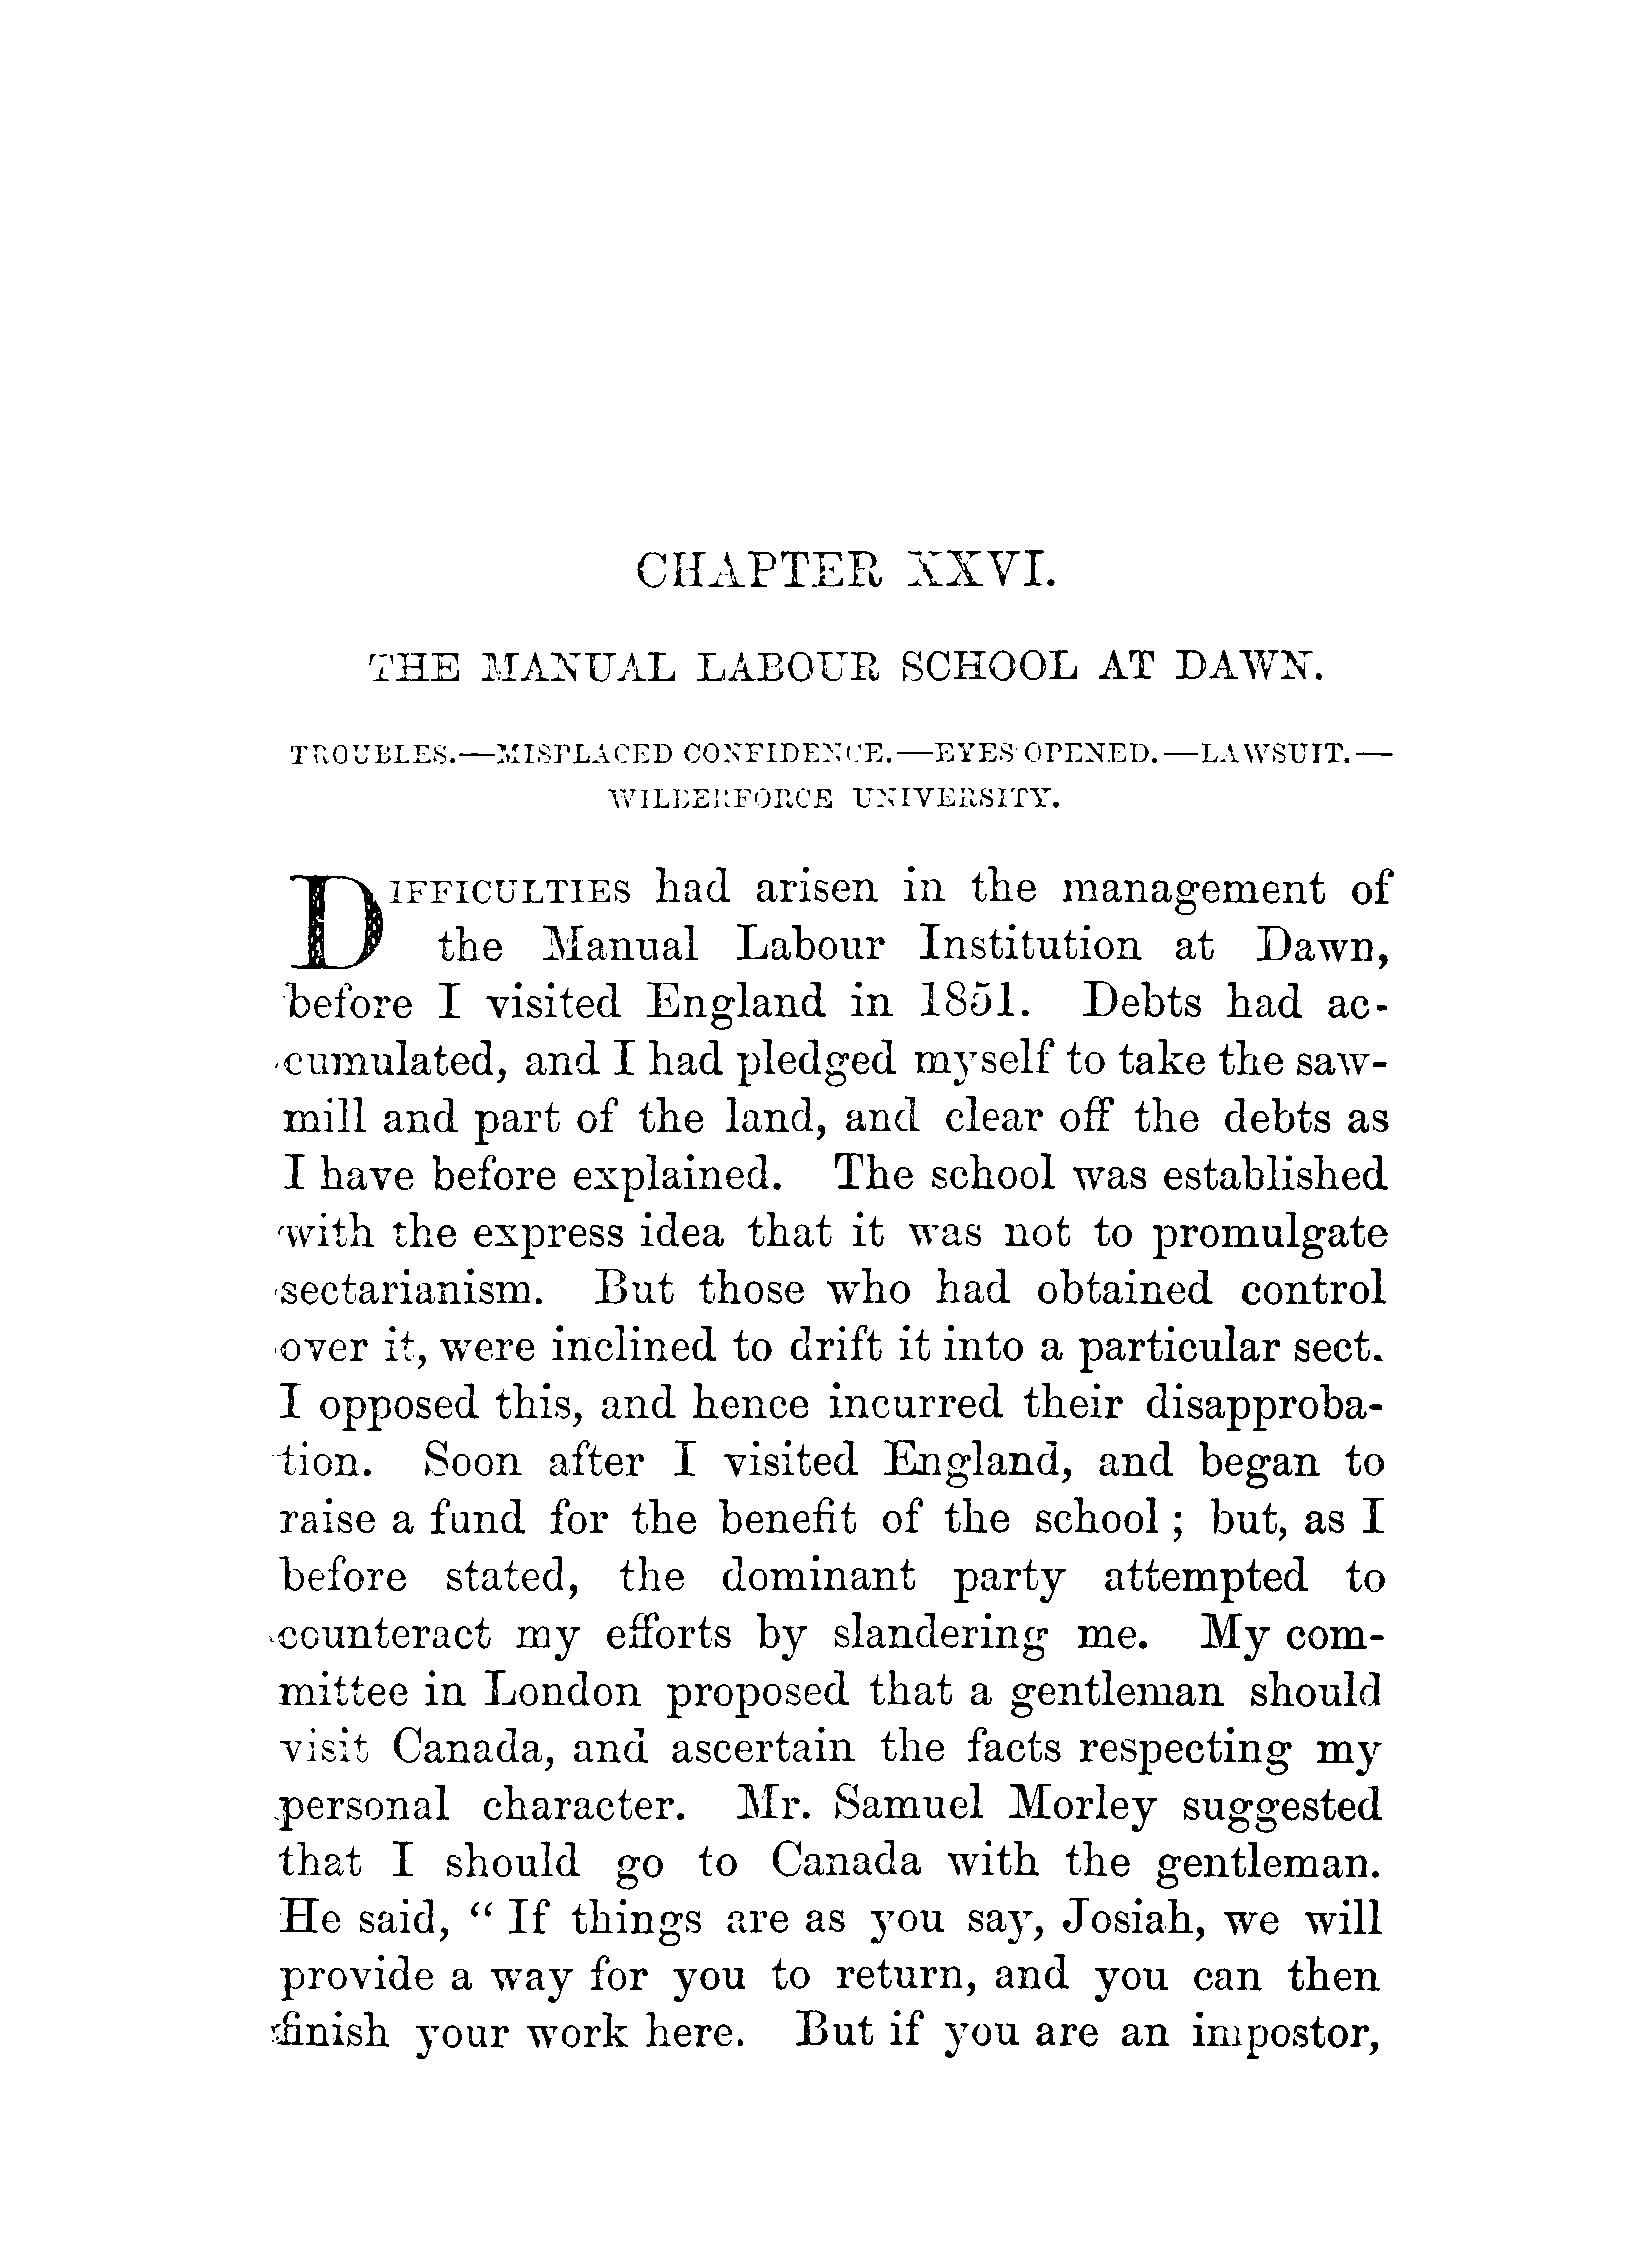 CHAPTER XXVI.
THE MANUAL LABOUR SCHOOL AT DAWN.
TROUBLES.—MISPLACED CONFIDENCE.—EYES OPENED.—LAWSUIT.—
WILBERFORCE UNIVERSITY.
DIFFICULTIES had arisen in the management of
the Manual Labour Institution at Dawn,
before I visited England in 1851. Debts had ac-
cumulated, and I had pledged myself to take the saw-
mill and part of the land, and clear off the debts as
I have before explained. The school was established
with the express idea that it was not to promulgate
sectarianism. But those who had obtained control
over it, were inclined to drift it into a particular sect.
I opposed this, and hence incurred their disapproba-
tion. Soon after I visited England, and began to
raise a fund for the benefit of the school ; but, as I
before stated, the dominant party attempted to
counteract my efforts by slandering me. My com-
mittee in London proposed that a gentleman should
visit Canada, and ascertain the facts respecting my
personal character. Mr. Samuel Morley suggested
that I should go to Canada with the gentleman.
He said, “ If things are as you say, Josiah, we will
provide a way for you to return, and you can then
finish your work here. But if you are an impostor,